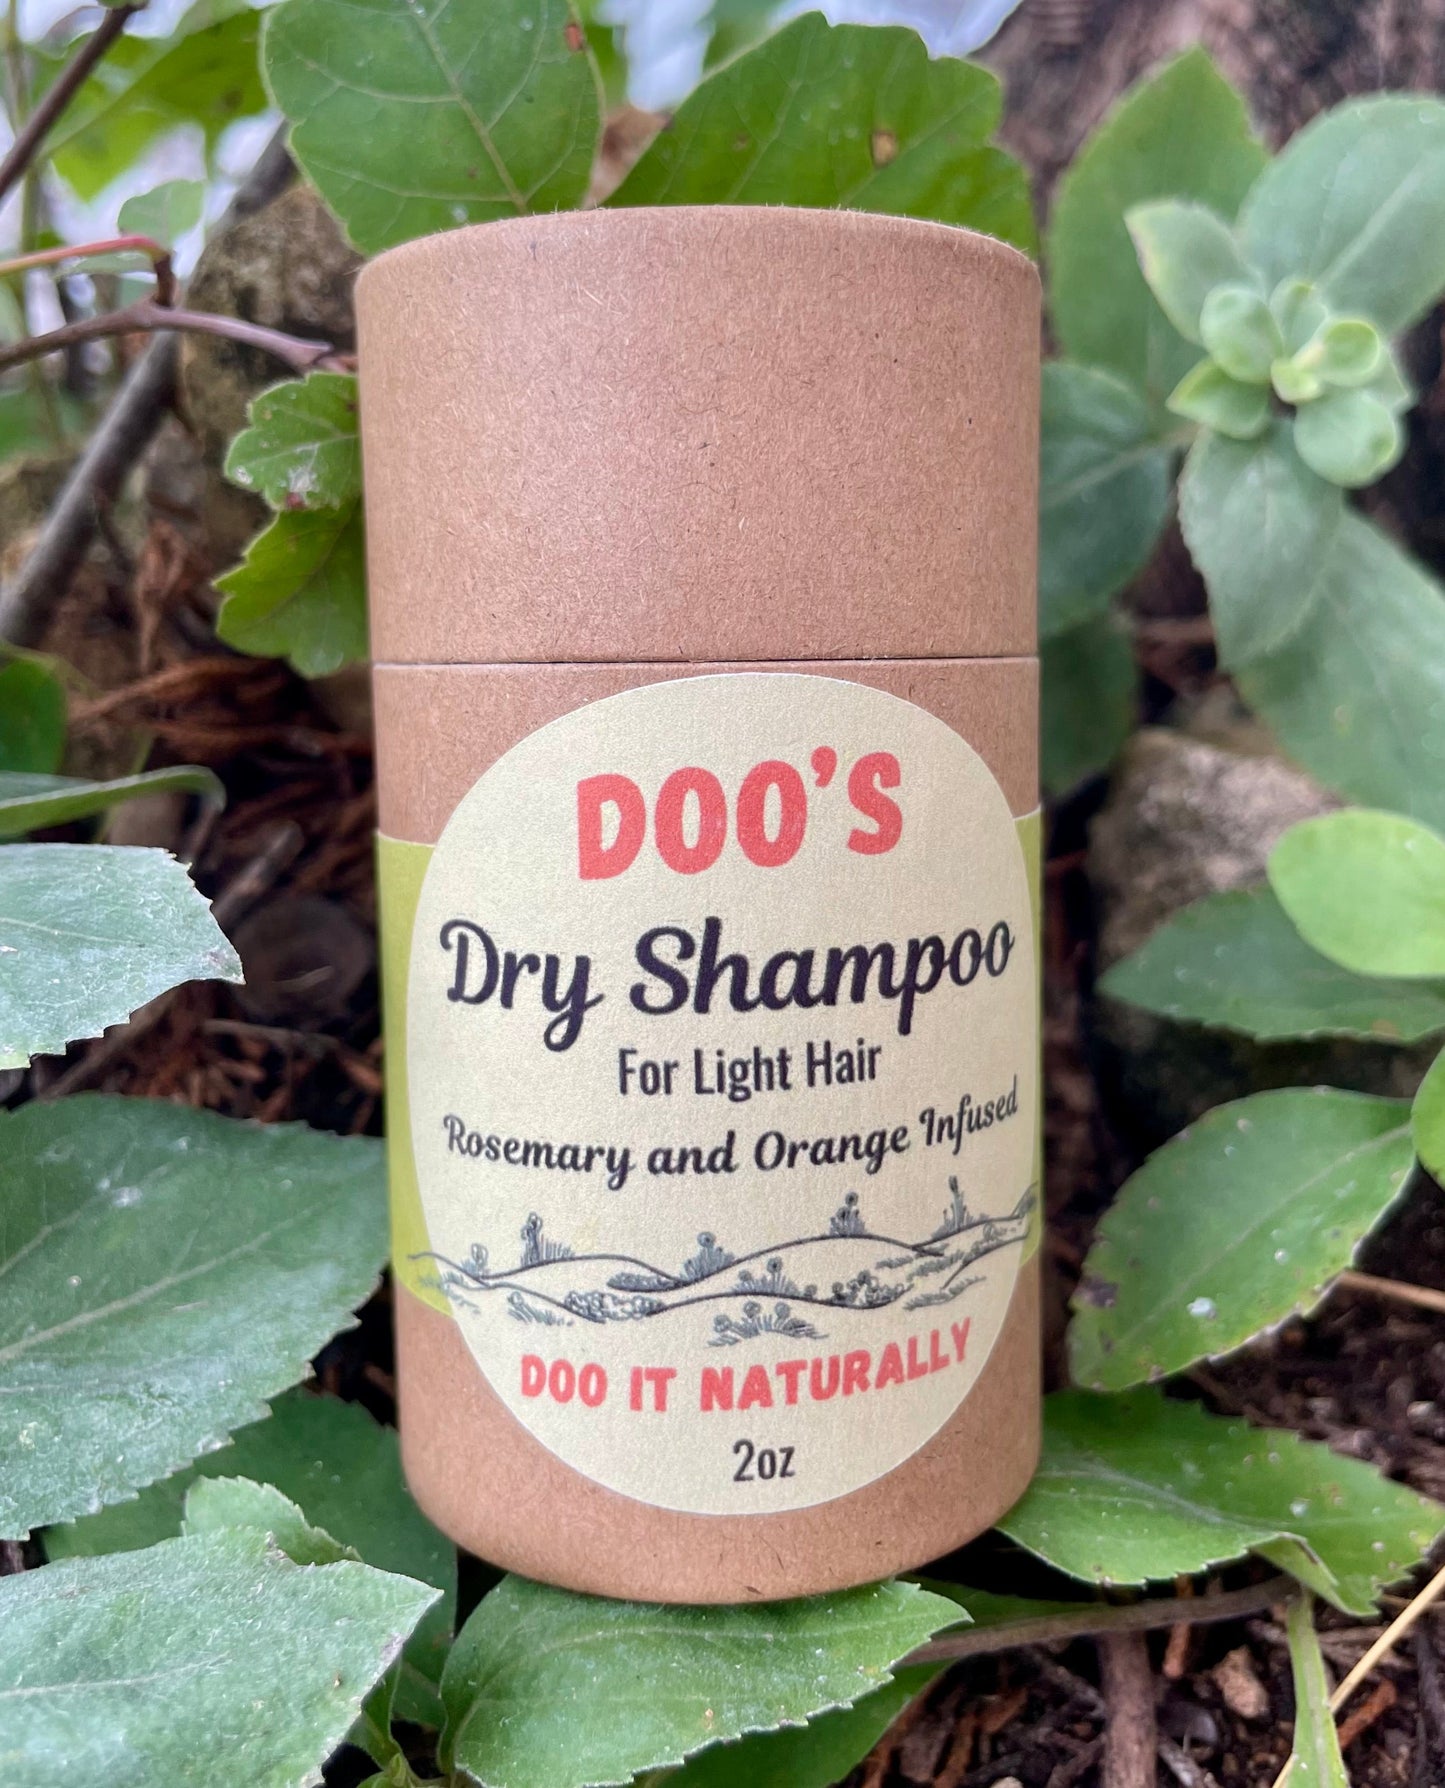 DOO'S
Dry Shampoo
For Light Hair
Rosemary and Orange Infused
DOO IT NATURALLY
2oz